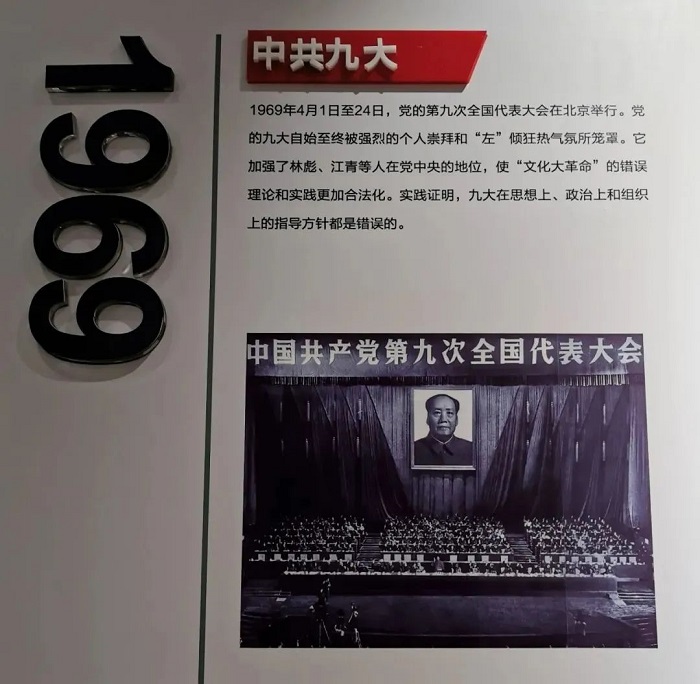 1969
中共九大
1969年4月1日至24日，党的第九次全国代表大会在北京举行。党
的九大自始至终被强烈的个人崇拜和“左”倾狂热气氛所笼罩。它
加强了林彪、江青等人在党中央的地位，使“文化大革命”的错误
理论和实践更加合法化。实践证明，九大在思想上、政治上和组织
上的指导方针都是错误的。
中国共产党第九次全国代表大会